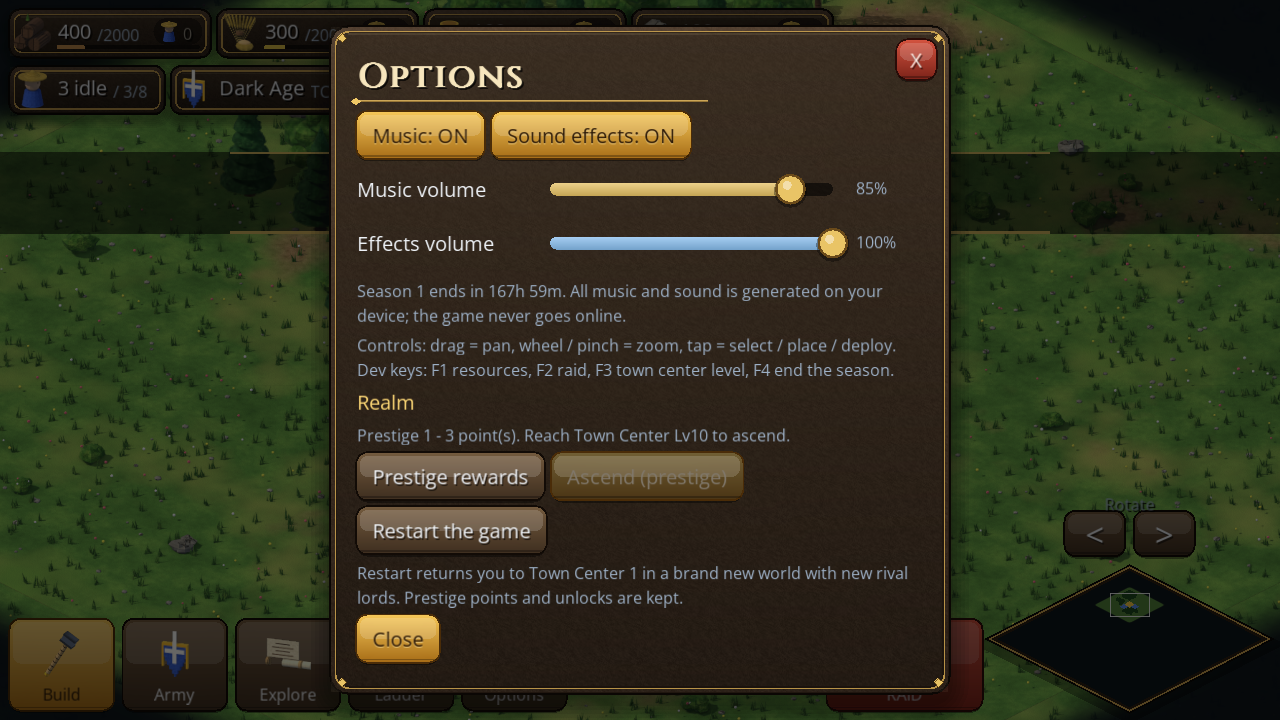 400 /2000 0 300 /200
3 idle / 3/8 Dark Age TC
OPTIONS
X
Music: ON Sound effects: ON
Music volume 85%
Effects volume 100%
Season 1 ends in 167h 59m. All music and sound is generated on your
device; the game never goes online.
Controls: drag = pan, wheel / pinch = zoom, tap = select / place / deploy.
Dev keys: F1 resources, F2 raid, F3 town center level, F4 end the season.
Realm
Prestige 1 - 3 point(s). Reach Town Center Lv10 to ascend.
Prestige rewards Ascend (prestige)
Restart the game
Rotate
< >
Restart returns you to Town Center 1 in a brand new world with new rival
lords. Prestige points and unlocks are kept.
Close
Build Army Explore Ladder Options RAID